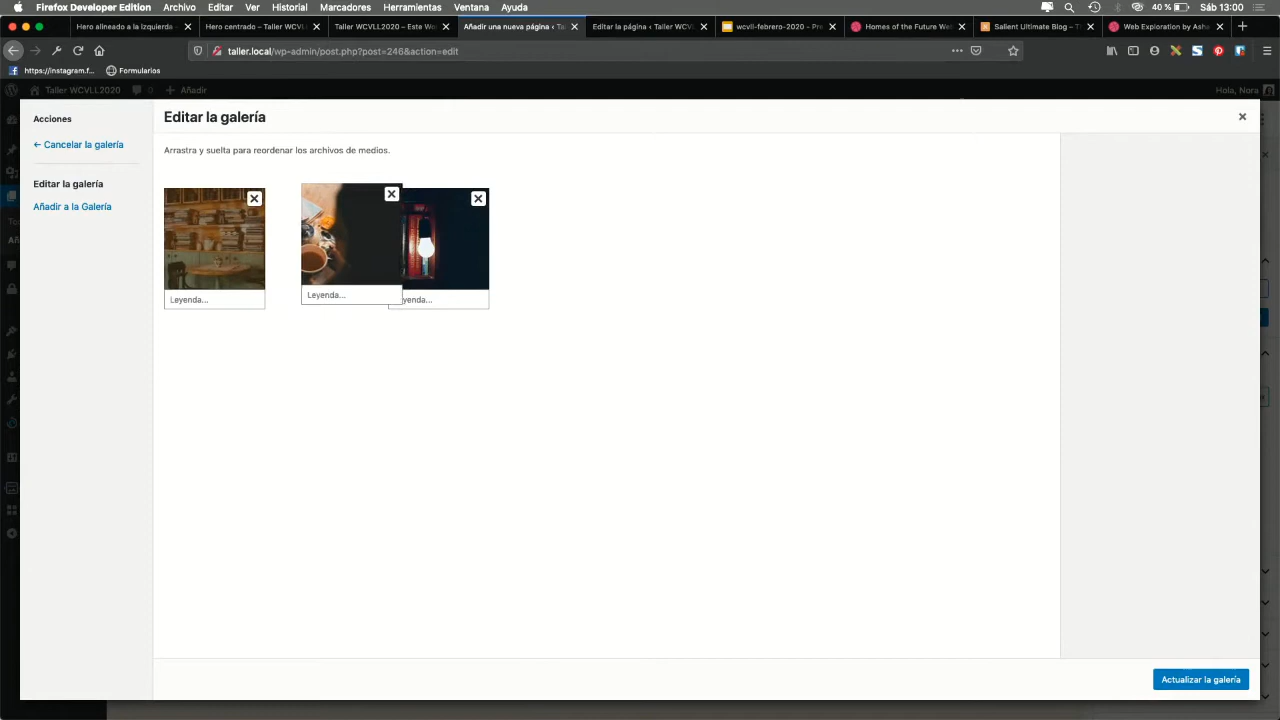 Firefox Developer Edition Archivo Editar Ver Historial Marcadores Herramientas Ventana Ayuda 40 % Sáb 13:00
Hero alineado a la izquierda Hero centrado – Taller WCVLL Taller WCVLL2020 – Este We Añadir una nueva página ‹ Ta Editar la página ‹ Taller WCV wcvll-febrero-2020 – Pre Homes of the Future We Salient Ultimate Blog – T Web Exploration by Ashe
taller.local/wp-admin/post.php?post=246&action=edit
https://instagram.f... Formularios
Taller WCVLL2020 0 Añadir Hola, Nora
Acciones
← Cancelar la galería
Editar la galería
Añadir a la Galería
Editar la galería
Arrastra y suelta para reordenar los archivos de medios.
Leyenda... Leyenda... yenda...
Actualizar la galería